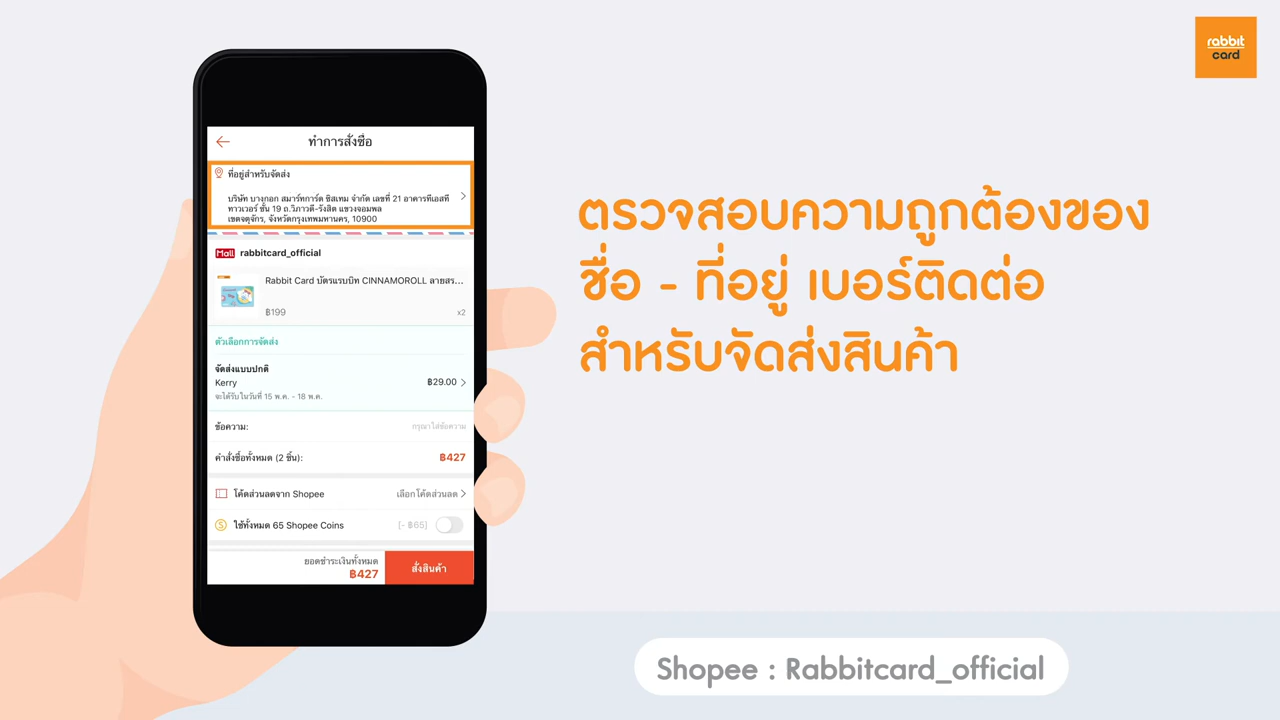 rabbit
card
ทำการสั่งซื้อ
ที่อยู่สำหรับจัดส่ง
บริษัท บางกอก สมาร์ทการ์ด ซิสเทม จำกัด เลขที่ 21 อาคารทีเอสที
ทาวเวอร์ ชั้น 19 ถ.วิภาวดี-รังสิต แขวงจอมพล
เขตจตุจักร, จังหวัดกรุงเทพมหานคร, 10900
Mall rabbitcard_official
Rabbit Card บัตรแรบบิท CINNAMOROLL ลายสร...
฿199 x2
ตัวเลือกการจัดส่ง
จัดส่งแบบปกติ
Kerry ฿29.00
จะได้รับในวันที่ 15 พ.ค. - 18 พ.ค.
ข้อความ: กรุณาใส่ข้อความ
คำสั่งซื้อทั้งหมด (2 ชิ้น): ฿427
โค้ดส่วนลดจาก Shopee เลือกโค้ดส่วนลด
ใช้ทั้งหมด 65 Shopee Coins [- ฿65]
ยอดชำระเงินทั้งหมด
฿427
สั่งสินค้า
ตรวจสอบความถูกต้องของ
ชื่อ - ที่อยู่ เบอร์ติดต่อ
สำหรับจัดส่งสินค้า
Shopee : Rabbitcard_official